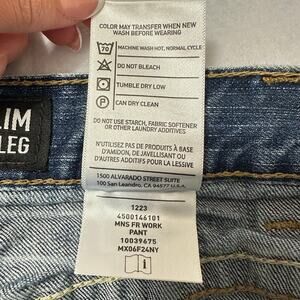 COLOR MAY TRANSFER WHEN NEW
WASH BEFORE WEARING
70
MACHINE WASH HOT, NORMAL CYCLE
DO NOT BLEACH
TUMBLE DRY LOW
P
CAN DRY CLEAN
DO NOT USE STARCH, FABRIC SOFTENER
OR OTHER LAUNDRY ADDITIVES
N'UTILISEZ PAS DE PRODUITS À BASE
D'AMIDON, DE JAVELLISANT OU
D'AUTRES ADDITIFS DE LESSIVE
LIM
LEG
1500 ALVARADO STREET SUITE
100 San Leandro, CA 94577 U.S.A.
1223
4500146101
MNS FR WORK
PANT
10039675
MX06F24NY